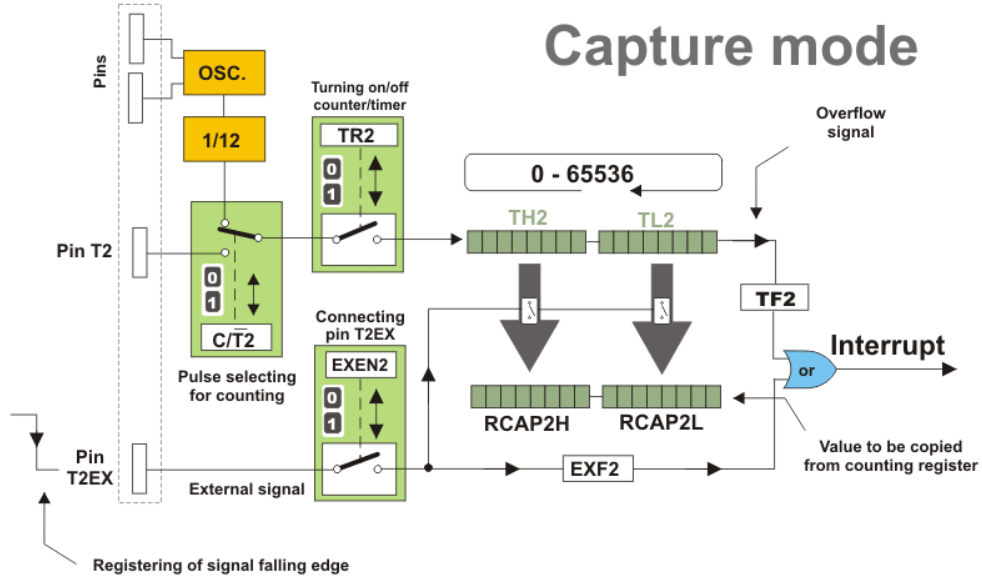 Capture mode
Pins
OSC.
1/12
Turning on/off
counter/timer
TR2
0
1
Overflow
signal
0 - 65536
TH2
TL2
Pin T2
0
1
C/T̅2
Pulse selecting
for counting
Connecting
pin T2EX
EXEN2
0
1
TF2
or
Interrupt
RCAP2H
RCAP2L
Value to be copied
from counting register
Pin
T2EX
External signal
EXF2
Registering of signal falling edge